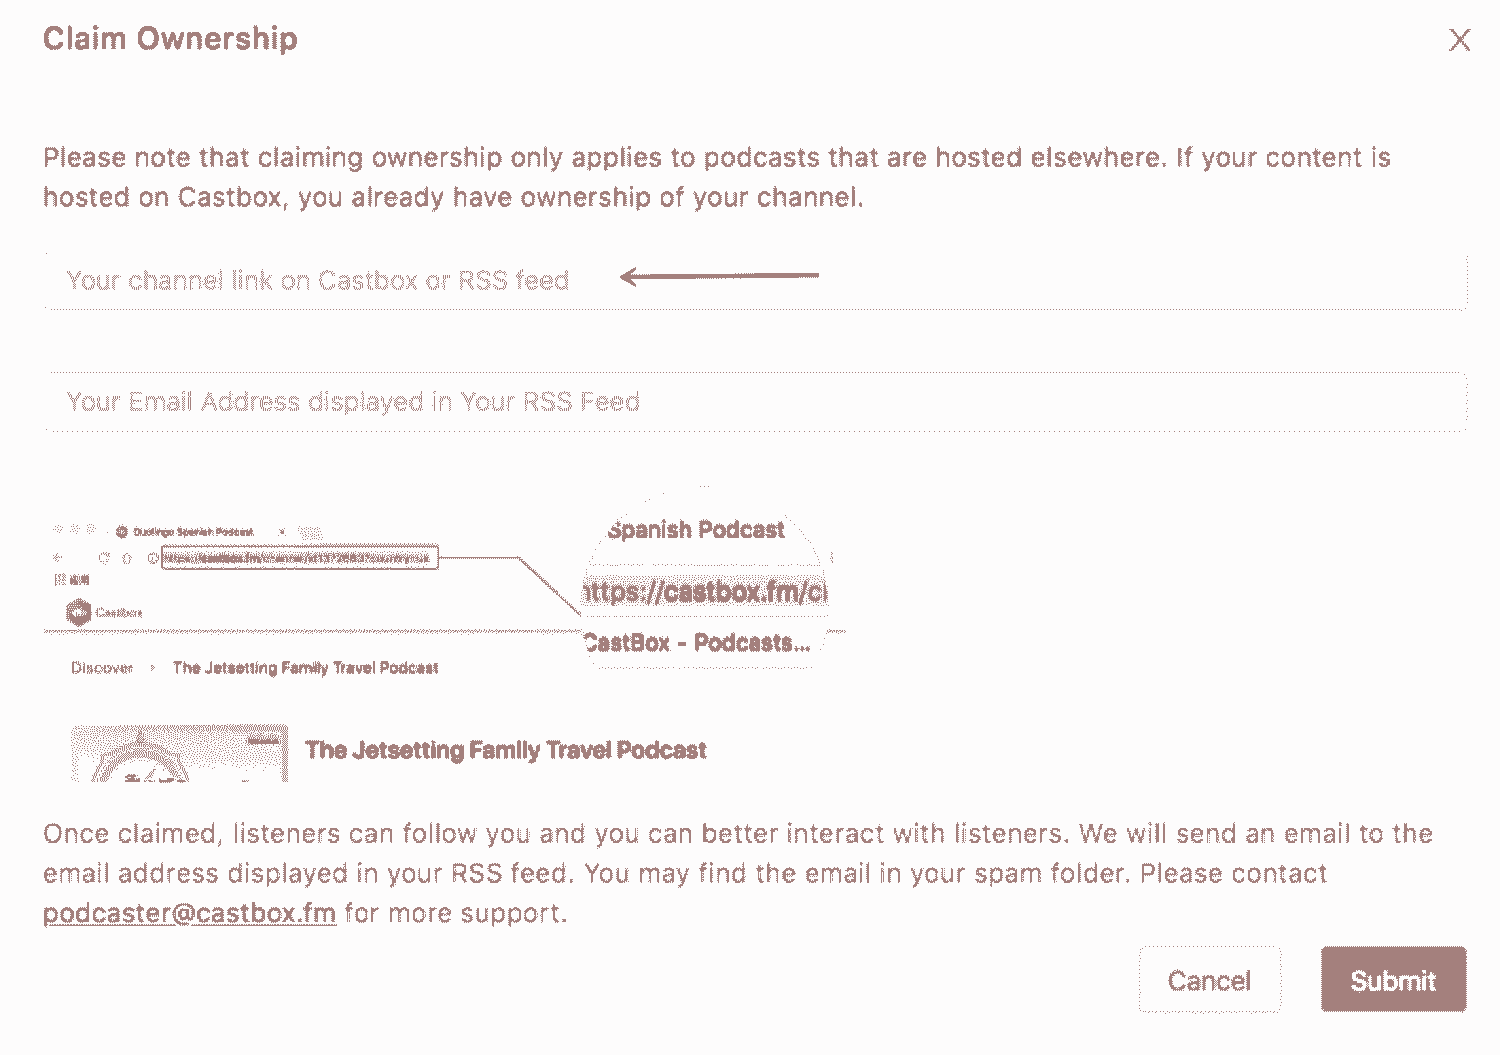 Claim Ownership
Please note that claiming ownership only applies to podcasts that are hosted elsewhere. If your content is
hosted on Castbox, you already have ownership of your channel.
Your channel link on Castbox or RSS feed
Your Email Address displayed in Your RSS Feed
Duolingo Spanish Podcast
Spanish Podcast
https://castbox.fm/
CastBox - Podcasts...
Castbox
Discover > The Jetsetting Family Travel Podcast
The Jetsetting Family Travel Podcast
Once claimed, listeners can follow you and you can better interact with listeners. We will send an email to the
email address displayed in your RSS feed. You may find the email in your spam folder. Please contact
podcaster@castbox.fm for more support.
Cancel
Submit